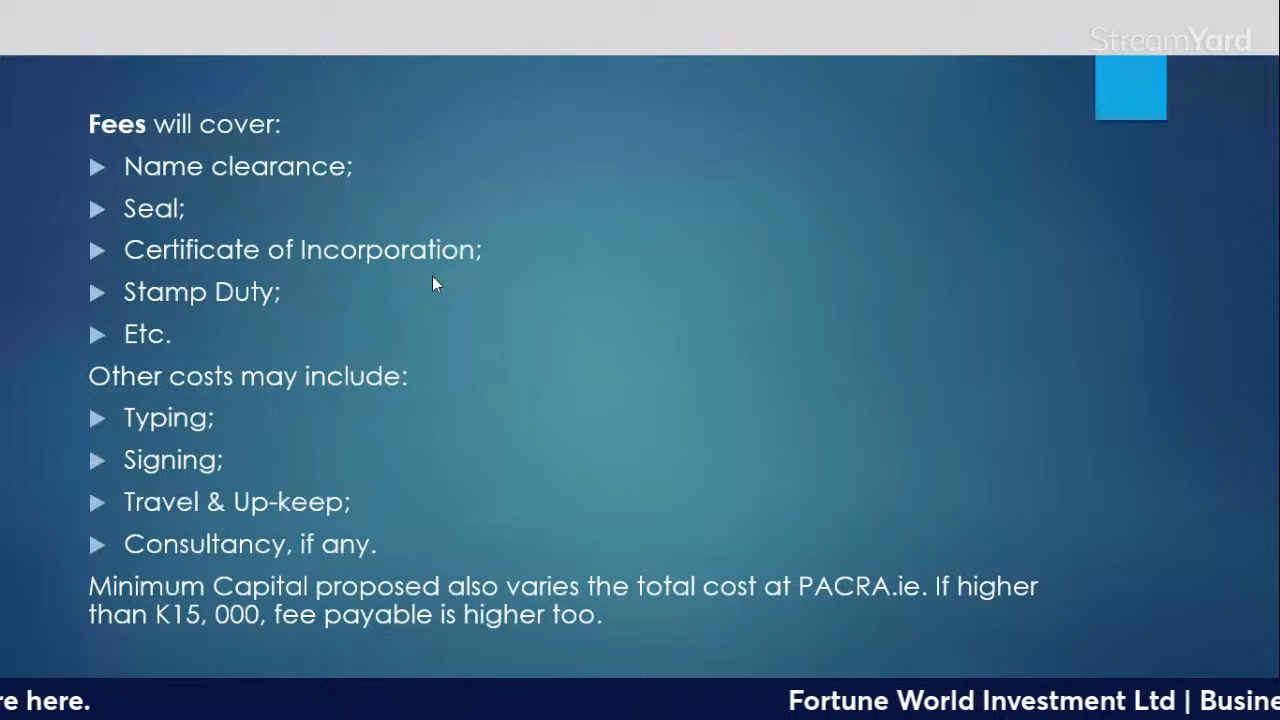 StreamYard
Fees will cover:
Name clearance;
Seal;
Certificate of Incorporation;
Stamp Duty;
Etc.
Other costs may include:
Typing;
Signing;
Travel & Up-keep;
Consultancy, if any.
Minimum Capital proposed also varies the total cost at PACRA.ie. If higher
than K15, 000, fee payable is higher too.
re here. Fortune World Investment Ltd | Busine